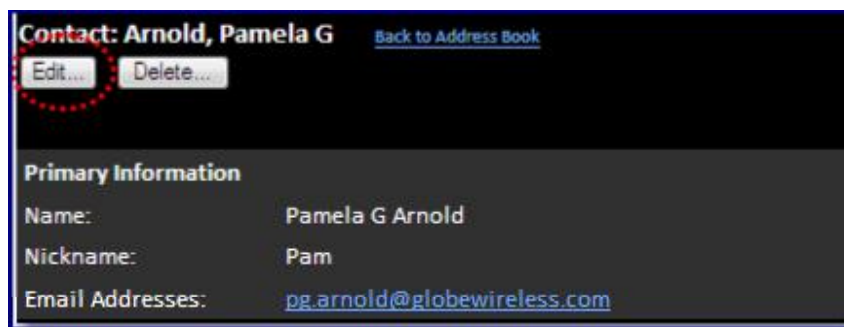 Contact: Arnold, Pamela G Back to Address Book
Edit... Delete...
Primary Information
Name: Pamela G Arnold
Nickname: Pam
Email Addresses: pg.arnold@globewireless.com